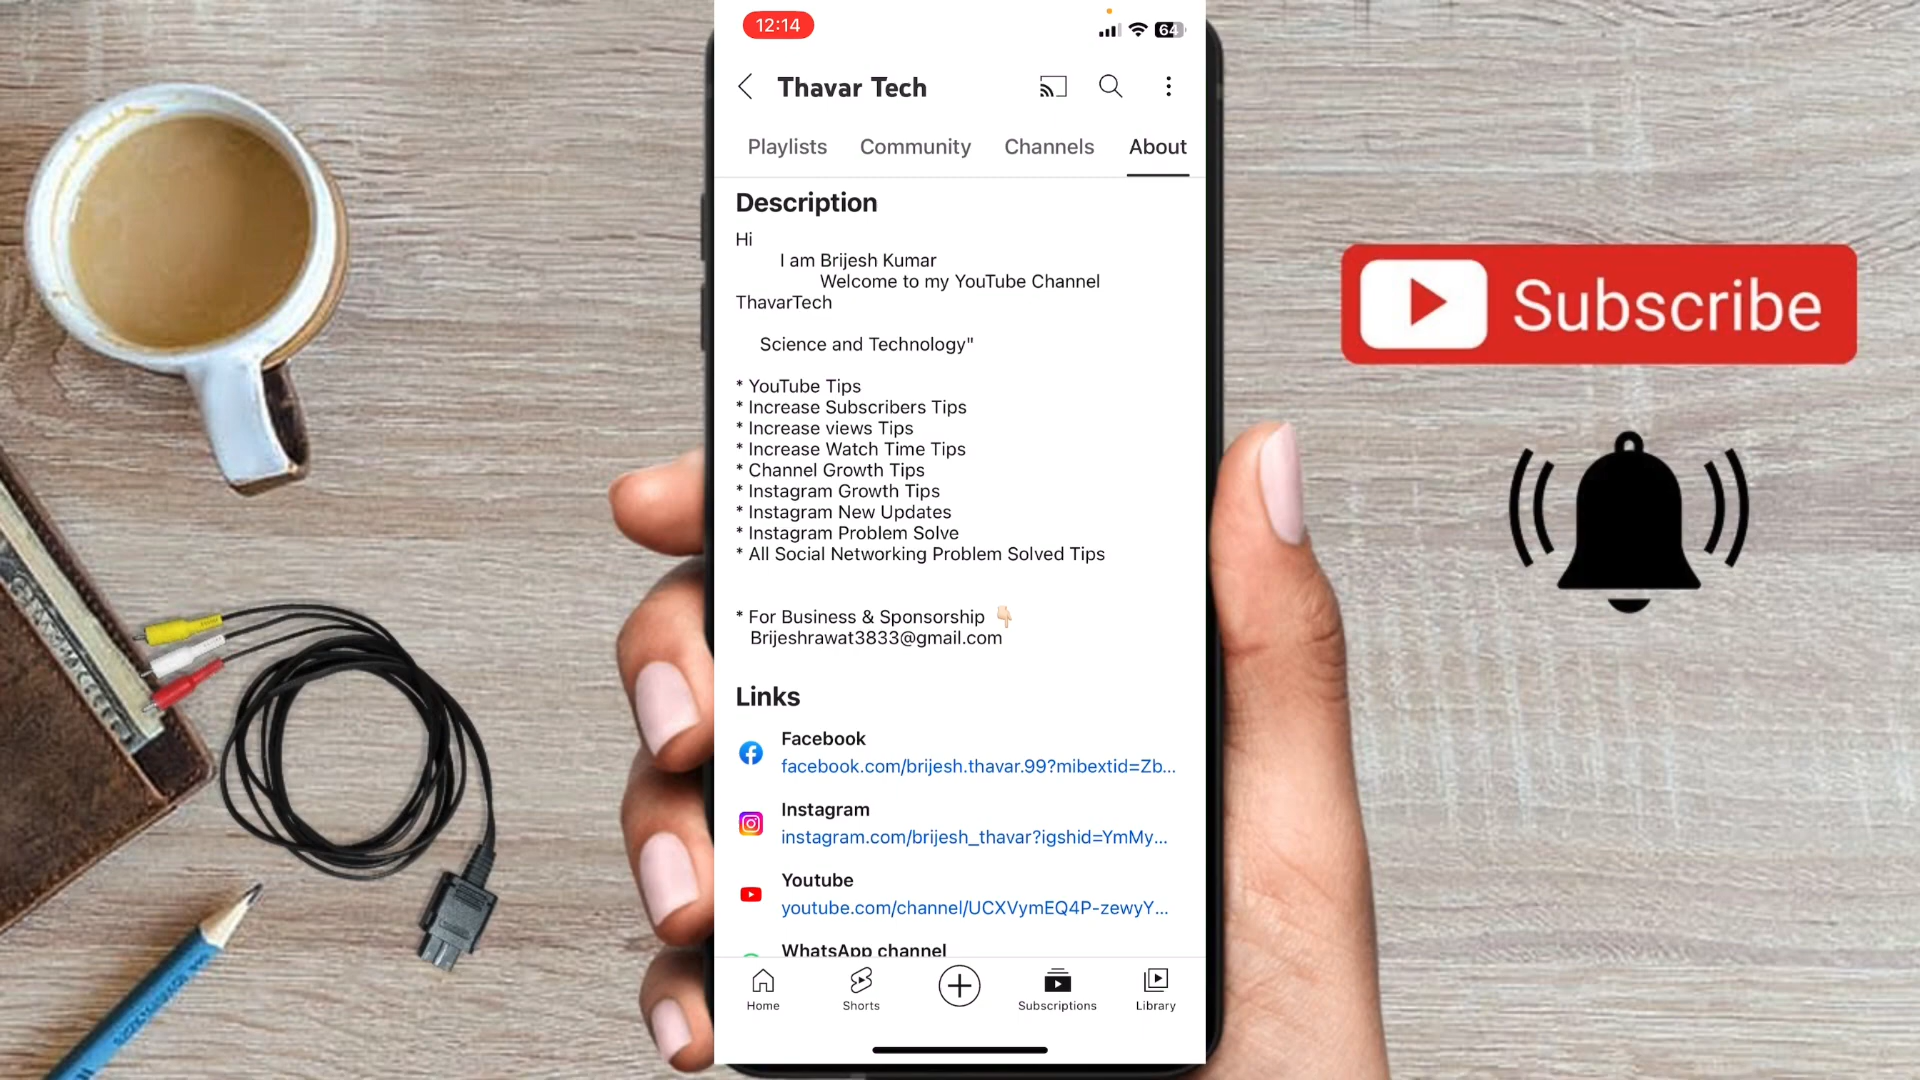 12:14
64
Thavar Tech
Playlists Community Channels About
Description
Hi
I am Brijesh Kumar
Welcome to my YouTube Channel
ThavarTech
Science and Technology"
* YouTube Tips
* Increase Subscribers Tips
* Increase views Tips
* Increase Watch Time Tips
* Channel Growth Tips
* Instagram Growth Tips
* Instagram New Updates
* Instagram Problem Solve
* All Social Networking Problem Solved Tips
* For Business & Sponsorship 👇🏻
Brijeshrawat3833@gmail.com
Links
Facebook
facebook.com/brijesh.thavar.99?mibextid=Zb...
Instagram
instagram.com/brijesh_thavar?igshid=YmMy...
Youtube
youtube.com/channel/UCXVymEQ4P-zewyY...
WhatsApp channel
Home Shorts Subscriptions Library
Subscribe